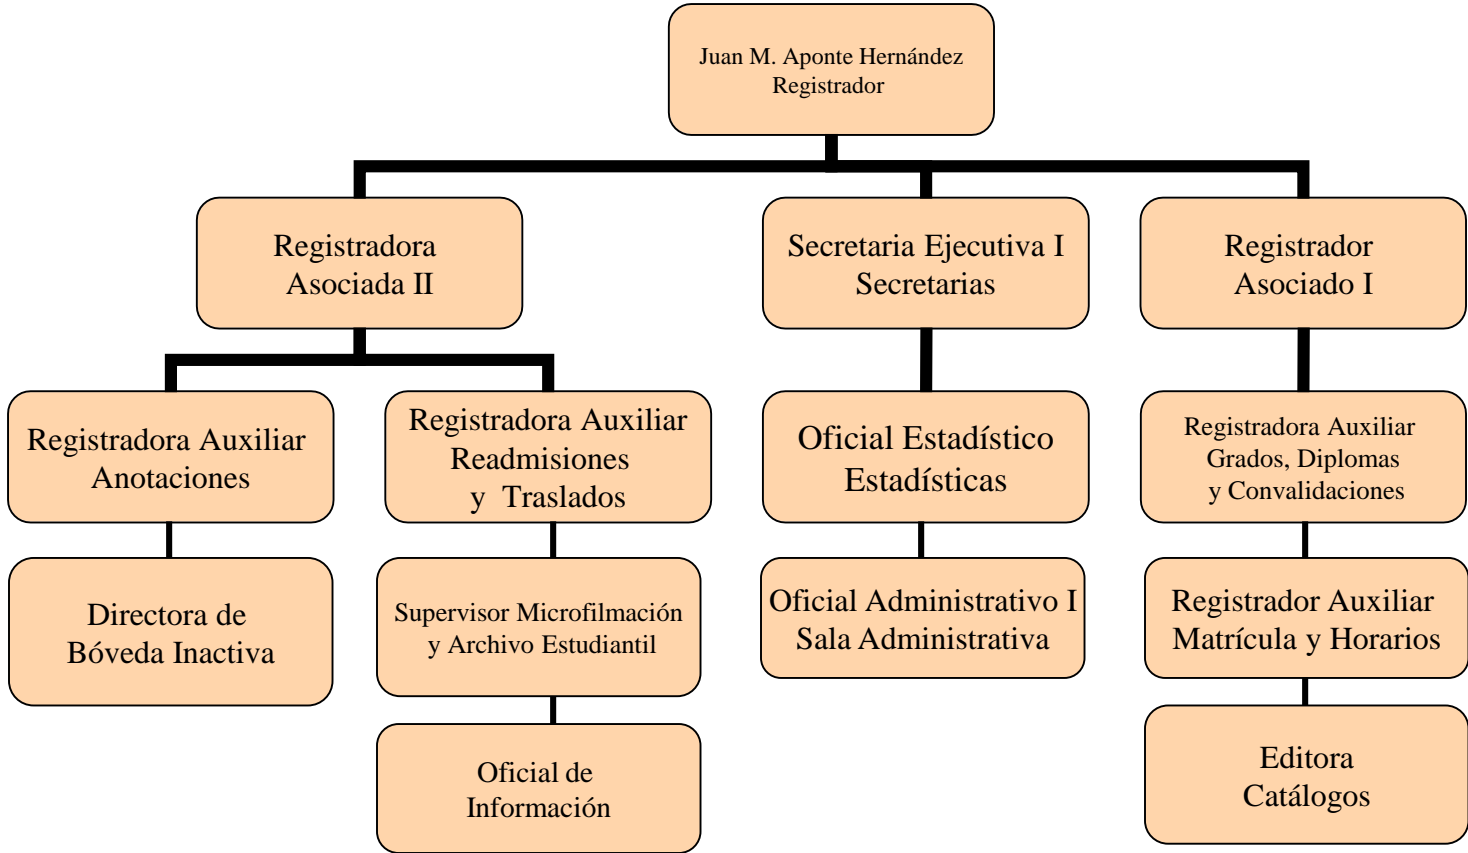 Juan M. Aponte Hernández
Registrador
Registradora
Asociada II
Secretaria Ejecutiva I
Secretarias
Registrador
Asociado I
Registradora Auxiliar
Anotaciones
Registradora Auxiliar
Readmisiones
y Traslados
Oficial Estadístico
Estadísticas
Registradora Auxiliar
Grados, Diplomas
y Convalidaciones
Directora de
Bóveda Inactiva
Supervisor Microfilmación
y Archivo Estudiantil
Oficial Administrativo I
Sala Administrativa
Registrador Auxiliar
Matrícula y Horarios
Oficial de
Información
Editora
Catálogos